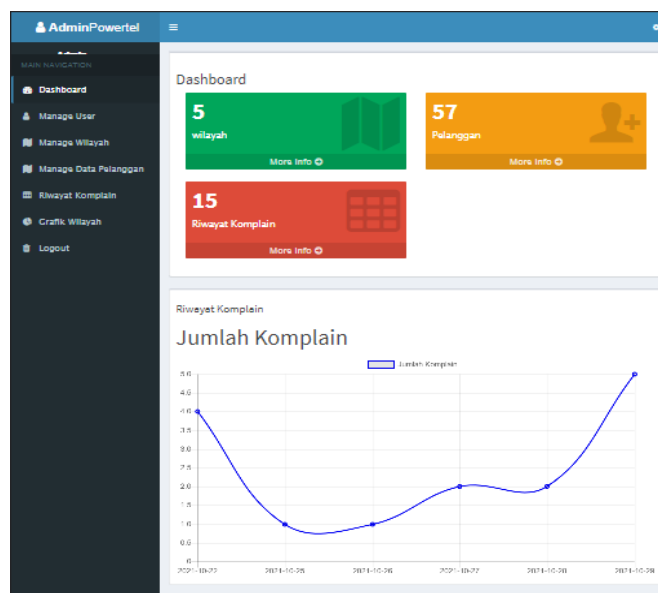 AdminPowertel
MAIN NAVIGATION
Dashboard
Manage User
Manage Wilayah
Manage Data Pelanggan
Riwayat Komplain
Grafik Wilayah
Logout
Dashboard
5
wilayah
More Info
57
Pelanggan
More Info
15
Riwayat Komplain
More Info
Riwayat Komplain
Jumlah Komplain
Jumlah Komplain
5.0
4.5
4.0
3.5
3.0
2.5
2.0
1.5
1.0
0.5
0
2021-10-22 2021-10-25 2021-10-26 2021-10-27 2021-10-28 2021-10-29